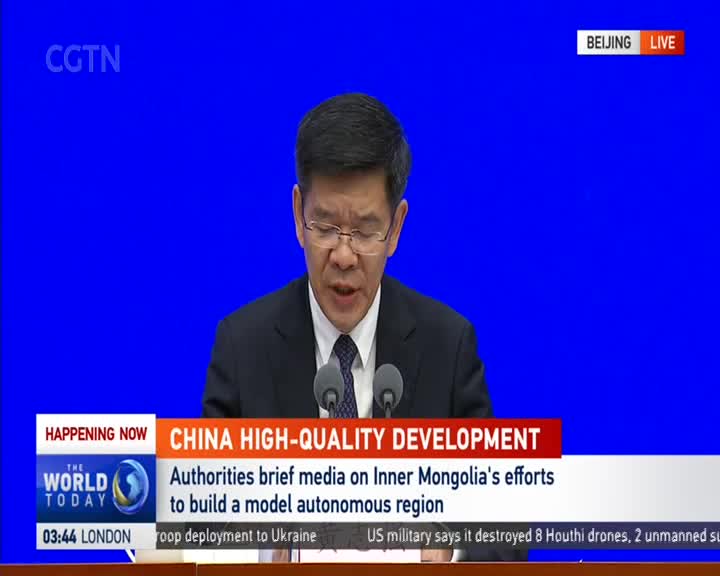 CGTN
BEIJING LIVE
HAPPENING NOW
CHINA HIGH-QUALITY DEVELOPMENT
THE
WORLD
TODAY
Authorities brief media on Inner Mongolia's efforts
to build a model autonomous region
03:44 LONDON
roop deployment to Ukraine US military says it destroyed 8 Houthi drones, 2 unmanned su